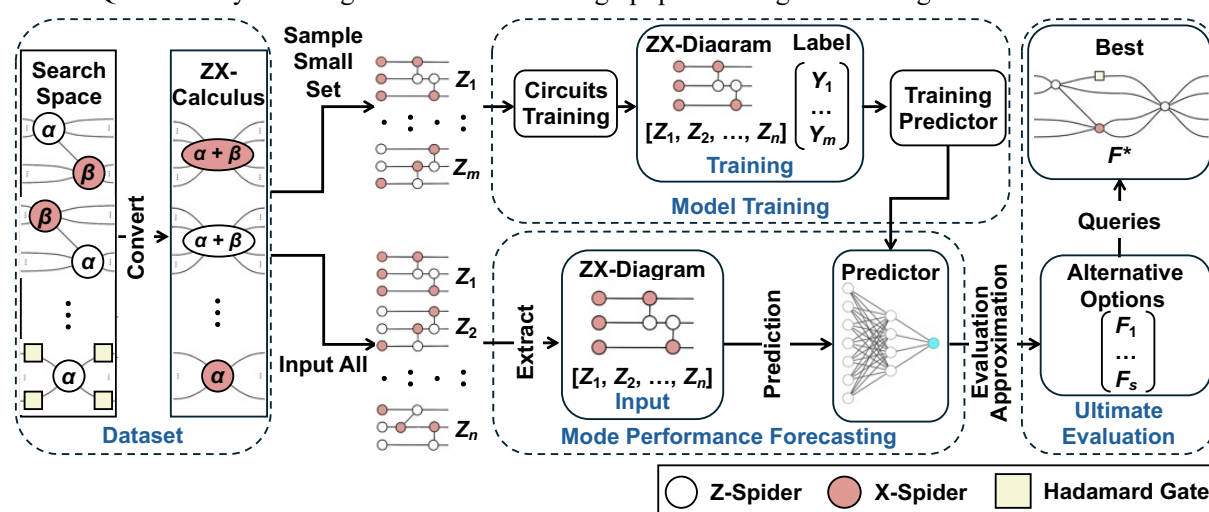 Search
Space
α
β
β
α
α
Convert
ZX-
Calculus
α + β
α + β
α
Dataset
Sample
Small
Set
Input All
Z1
Zm
Z1
Z2
Zn
Circuits
Training
ZX-Diagram
[Z1, Z2, ..., Zn]
Label
Y1
...
Ym
Training
Training
Predictor
Model Training
Extract
ZX-Diagram
[Z1, Z2, ..., Zn]
Input
Prediction
Predictor
Mode Performance Forecasting
Evaluation
Approximation
Best
F*
Queries
Alternative
Options
F1
...
Fs
Ultimate
Evaluation
Z-Spider
X-Spider
Hadamard Gate